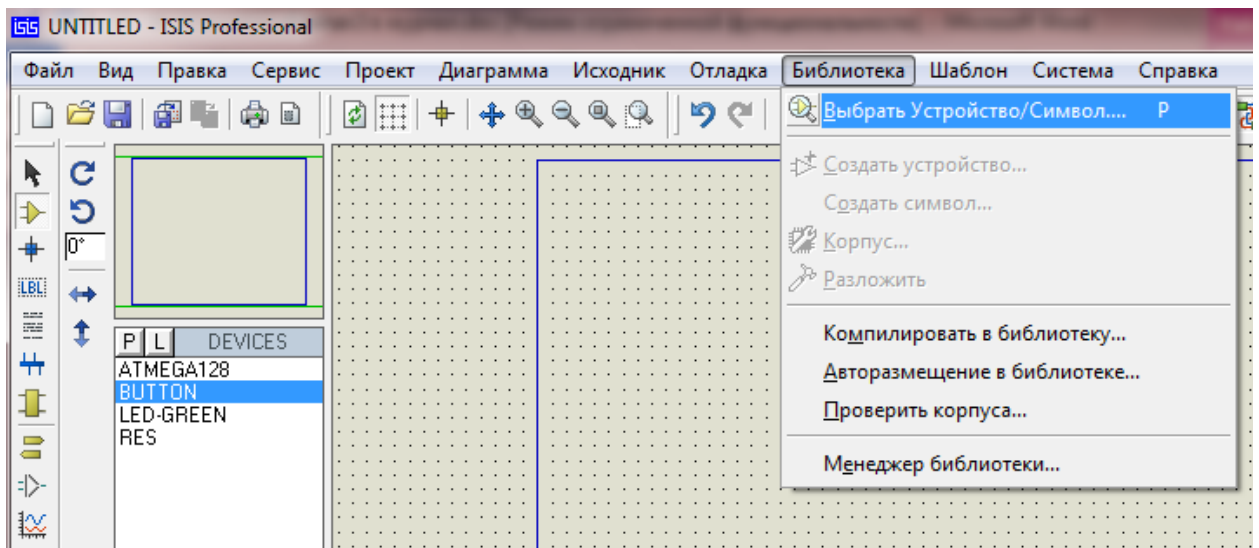 isis UNTITLED - ISIS Professional
Файл Вид Правка Сервис Проект Диаграмма Исходник Отладка Библиотека Шаблон Система Справка
Выбрать Устройство/Символ.... P
Создать устройство...
Создать символ...
Корпус...
Разложить
Компилировать в библиотеку...
Авторазмещение в библиотеке...
Проверить корпуса...
Менеджер библиотеки...
0°
LBL
P L DEVICES
ATMEGA128
BUTTON
LED-GREEN
RES